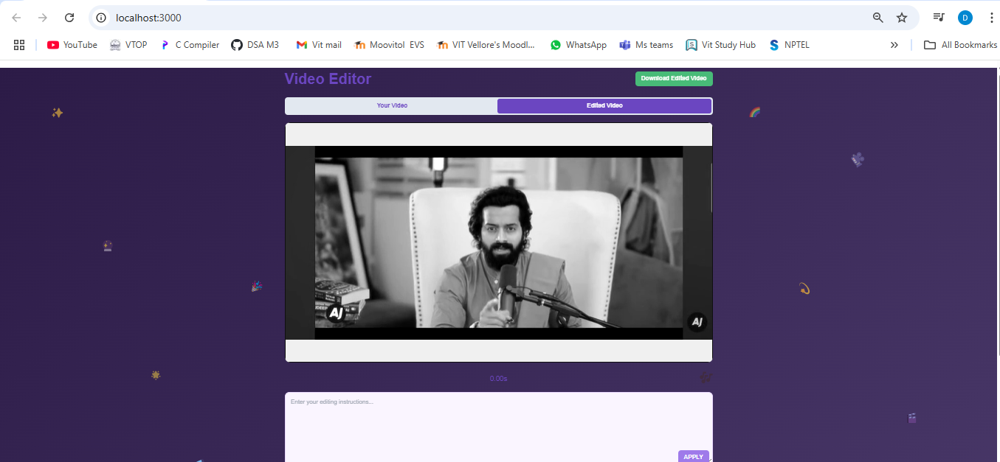 localhost:3000
D
YouTube VTOP C Compiler DSA M3 Vit mail Moovitol EVS VIT Vellore's Moodl... WhatsApp Ms teams Vit Study Hub NPTEL » All Bookmarks
Video Editor
Download Edited Video
Your Video Edited Video
AJ
AJ
0.00s
Enter your editing instructions...
APPLY